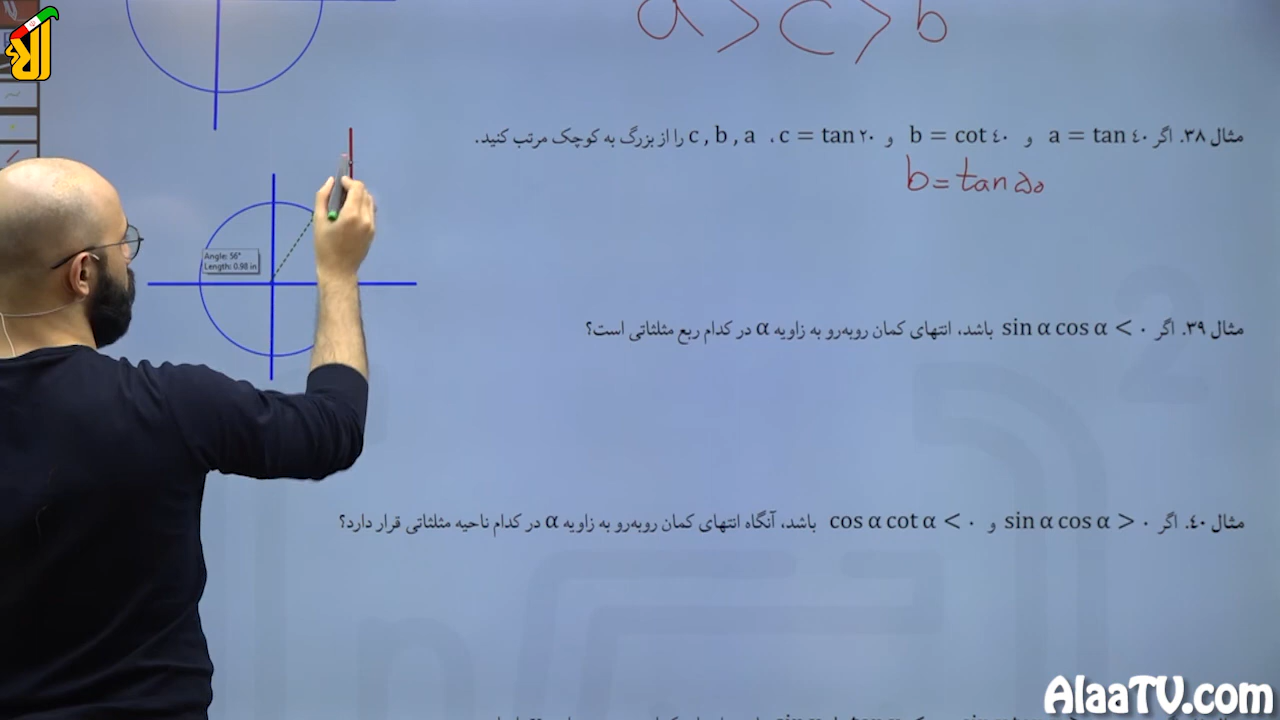 a > c > b
مثال ۳۸. اگر a = tan ٤۰ و b = cot ٤۰ و c = tan ۲۰ ، c , b , a را از بزرگ به کوچک مرتب کنید.
b = tan ۵۰
Angle: 56°
Length: 0.98 in
مثال ۳۹. اگر sin α cos α < ۰ باشد، انتهای کمان روبه‌رو به زاویه α در کدام ربع مثلثاتی است؟
مثال ٤۰. اگر sin α cos α > ۰ و cos α cot α < ۰ باشد، آنگاه انتهای کمان روبه‌رو به زاویه α در کدام ناحیه مثلثاتی قرار دارد؟
AlaaTV.com